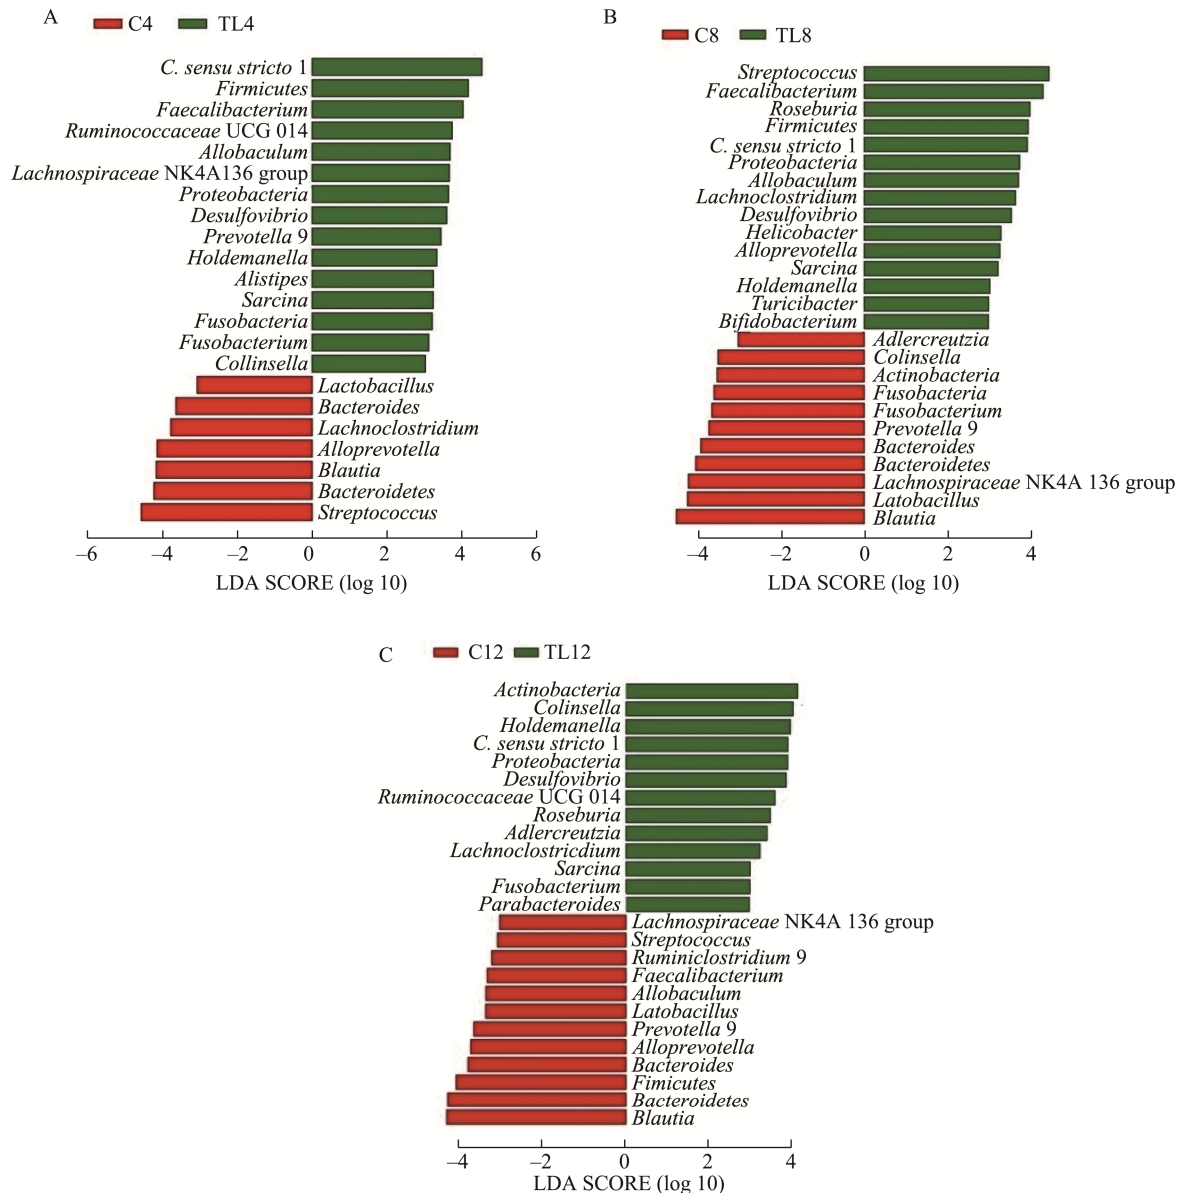 A
C4 TL4
C. sensu stricto 1
Firmicutes
Faecalibacterium
Ruminococcaceae UCG 014
Allobaculum
Lachnospiraceae NK4A136 group
Proteobacteria
Desulfovibrio
Prevotella 9
Holdemanella
Alistipes
Sarcina
Fusobacteria
Fusobacterium
Collinsella
Lactobacillus
Bacteroides
Lachnoclostridium
Alloprevotella
Blautia
Bacteroidetes
Streptococcus
–6 –4 –2 0 2 4 6
LDA SCORE (log 10)
B
C8 TL8
Streptococcus
Faecalibacterium
Roseburia
Firmicutes
C. sensu stricto 1
Proteobacteria
Allobaculum
Lachnoclostridium
Desulfovibrio
Helicobacter
Alloprevotella
Sarcina
Holdemanella
Turicibacter
Bifidobacterium
Adlercreutzia
Colinsella
Actinobacteria
Fusobacteria
Fusobacterium
Prevotella 9
Bacteroides
Bacteroidetes
Lachnospiraceae NK4A 136 group
Latobacillus
Blautia
–4 –2 0 2 4
LDA SCORE (log 10)
C
C12 TL12
Actinobacteria
Colinsella
Holdemanella
C. sensu stricto 1
Proteobacteria
Desulfovibrio
Ruminococcaceae UCG 014
Roseburia
Adlercreutzia
Lachnoclostricdium
Sarcina
Fusobacterium
Parabacteroides
Lachnospiraceae NK4A 136 group
Streptococcus
Ruminiclostridium 9
Faecalibacterium
Allobaculum
Latobacillus
Prevotella 9
Alloprevotella
Bacteroides
Fimicutes
Bacteroidetes
Blautia
–4 –2 0 2 4
LDA SCORE (log 10)